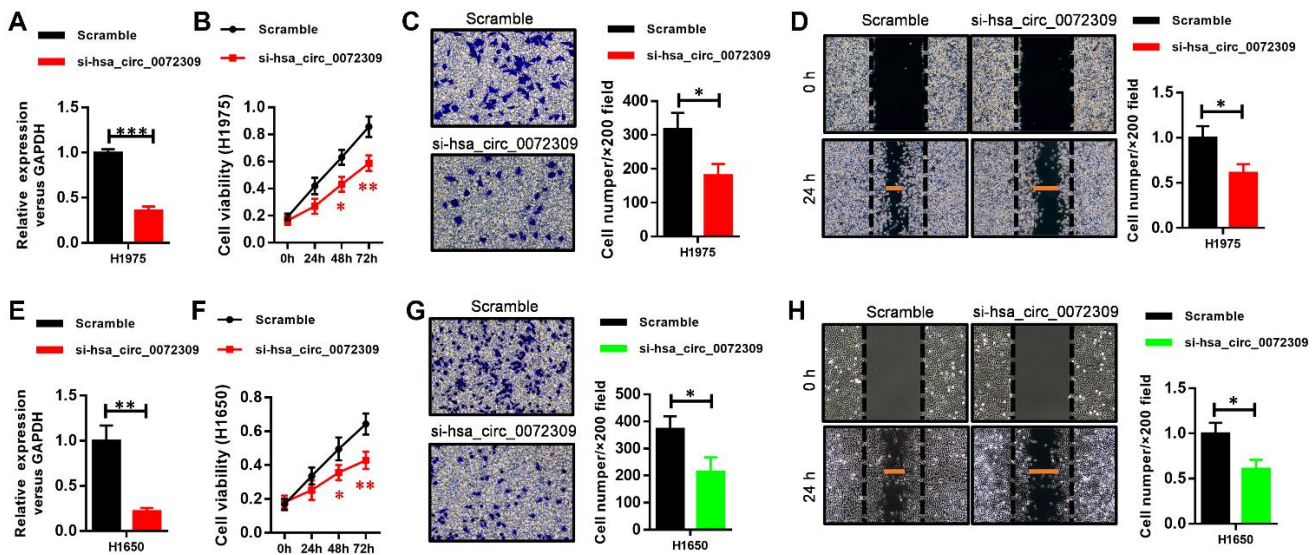 A
Scramble
si-hsa_circ_0072309
Relative expression
versus GAPDH
1.5
1.0
0.5
0.0
***
H1975
B
Scramble
si-hsa_circ_0072309
Cell viability (H1975)
1.0
0.8
0.6
0.4
0.2
0.0
*
**
0h 24h 48h 72h
C
Scramble
si-hsa_circ_0072309
Scramble
si-hsa_circ_0072309
Cell numper/×200 field
400
300
200
100
0
*
H1975
D
Scramble
si-hsa_circ_0072309
0 h
24 h
Scramble
si-hsa_circ_0072309
Cell numper/×200 field
1.5
1.0
0.5
0.0
*
H1975
E
Scramble
si-hsa_circ_0072309
Relative expression
versus GAPDH
1.5
1.0
0.5
0.0
**
H1650
F
Scramble
si-hsa_circ_0072309
Cell viability (H1650)
0.8
0.6
0.4
0.2
0.0
*
**
0h 24h 48h 72h
G
Scramble
si-hsa_circ_0072309
Scramble
si-hsa_circ_0072309
Cell numper/×200 field
500
400
300
200
100
0
*
H1650
H
Scramble
si-hsa_circ_0072309
0 h
24 h
Scramble
si-hsa_circ_0072309
Cell numper/×200 field
1.5
1.0
0.5
0.0
*
H1650